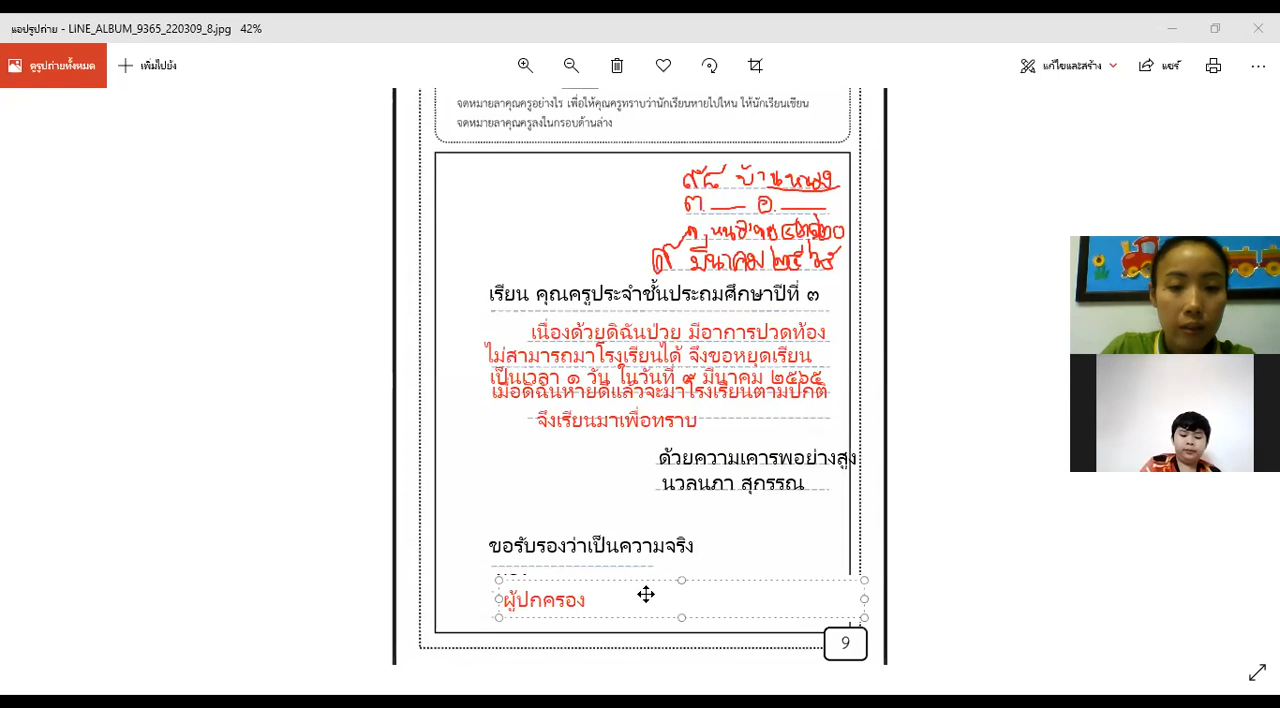 แอปรูปถ่าย - LINE_ALBUM_9365_220309_8.jpg 42%
ดูรูปถ่ายทั้งหมด เพิ่มไปยัง แก้ไขและสร้าง แชร์
จดหมายลาคุณครูอย่างไร เพื่อให้คุณครูทราบว่านักเรียนหายไปไหน ให้นักเรียนเขียน
จดหมายลาคุณครูลงในกรอบด้านล่าง
๙๘ บ้านหนอง
ต. อ.
๙ มีนาคม ๒๕๖๕
เรียน คุณครูประจำชั้นประถมศึกษาปีที่ ๓
เนื่องด้วยดิฉันป่วย มีอาการปวดท้อง
ไม่สามารถมาโรงเรียนได้ จึงขอหยุดเรียน
เป็นเวลา ๑ วัน ในวันที่ ๙ มีนาคม ๒๕๖๕
เมื่อดิฉันหายดีแล้วจะมาโรงเรียนตามปกติ
จึงเรียนมาเพื่อทราบ
ด้วยความเคารพอย่างสูง
นวลนภา สุกรรณ
ขอรับรองว่าเป็นความจริง
ผู้ปกครอง
9